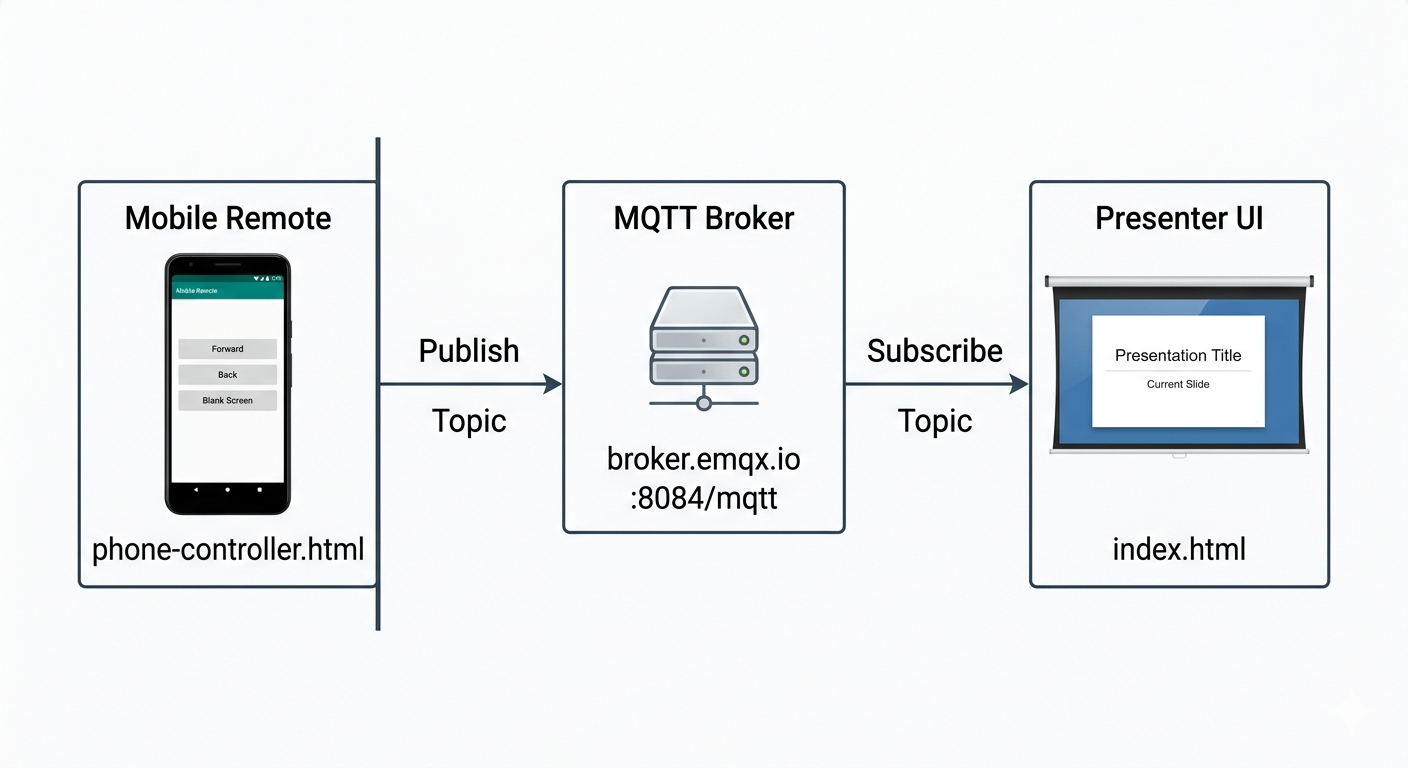 Mobile Remote
Forward
Back
Blank Screen
phone-controller.html
Publish
Topic
MQTT Broker
broker.emqx.io
:8084/mqtt
Subscribe
Topic
Presenter UI
Presentation Title
Current Slide
index.html